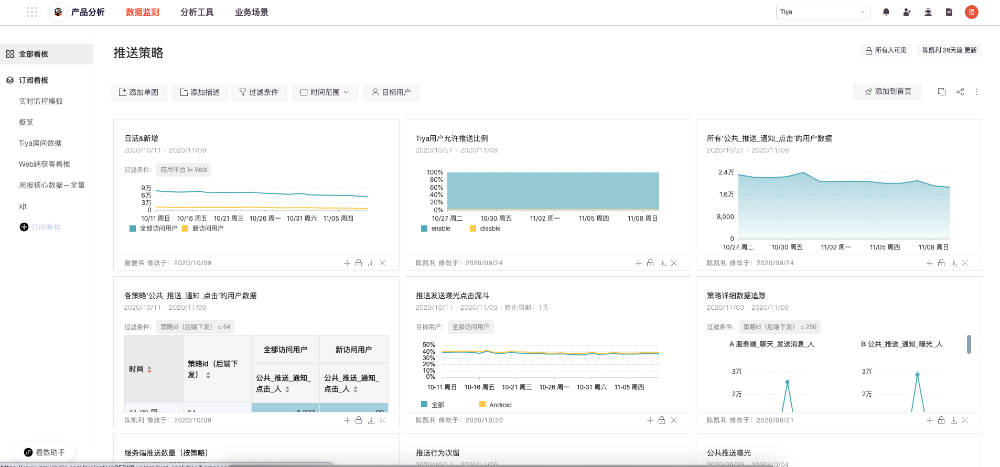 产品分析 数据监测 分析工具 业务场景 Tiya 滔
全部看板
订阅看板
实时监控模板
概览
Tiya房间数据
Web端获客看板
周报核心数据—全量
xjt
订阅看板
看数助手
推送策略
所有人可见 陈凯利 28天前 更新
添加单图 添加描述 过滤条件 时间范围 目标用户 添加到首页
日活&新增
2020/10/11 - 2020/11/09
过滤条件: 应用平台 != Web
9万
6万
3万
0
10/11 周日 10/16 周五 10/21 周三 10/26 周一 10/31 周六 11/05 周四
全部访问用户 新访问用户
谢靓伟 修改于: 2020/10/09
Tiya用户允许推送比例
2020/10/27 - 2020/11/09
100%
80%
60%
40%
20%
0%
10/27 周二 10/30 周五 11/02 周一 11/05 周四 11/08 周日
enable disable
陈凯利 修改于: 2020/09/24
所有‘公共_推送_通知_点击’的用户数据
2020/10/27 - 2020/11/09
2.4万
1.6万
8,000
0
10/27 周二 10/30 周五 11/02 周一 11/05 周四 11/08 周日
陈凯利 修改于: 2020/09/24
各策略‘公共_推送_通知_点击’的用户数据
2020/10/11 - 2020/11/09
过滤条件: 策略id（后端下发） = 64
时间 策略id（后端下发） 全部访问用户 新访问用户
公共_推送_通知_点击_人 公共_推送_通知_点击_人
陈凯利 修改于: 2020/10/09
推送发送曝光点击漏斗
2020/10/11 - 2020/11/09 | 转化周期: 1天
目标用户: 全部访问用户
50%
40%
30%
20%
10%
0%
10-11 周日 10-16 周五 10-21 周三 10-26 周一 10-31 周六 11-05 周四
全部 Android
陈凯利 修改于: 2020/10/20
策略详细数据追踪
2020/11/03 - 2020/11/09
过滤条件: 策略id（后端下发） = 250
A 服务端_聊天_发送消息_人 B 公共_推送_通知_曝光_人
3万 3万
2万 2万
陈凯利 修改于: 2020/09/21
服务端推送数量（按策略）
推送行为次留
2020/10/11 - 2020/11/09
公共推送曝光
2020/09/29 - 2020/10/04